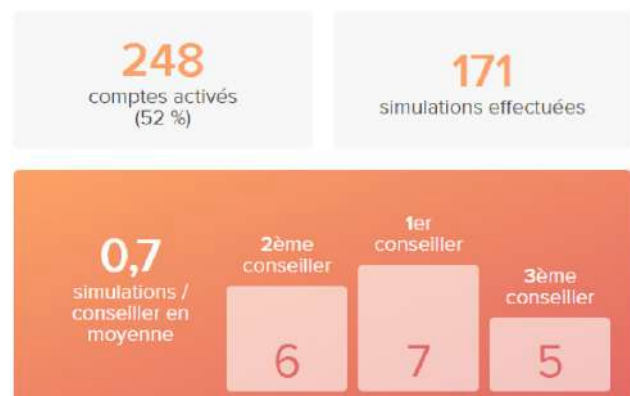 248
comptes activés
(52 %)
171
simulations effectuées
0,7
simulations /
conseiller en
moyenne
2ème
conseiller
6
1er
conseiller
7
3ème
conseiller
5